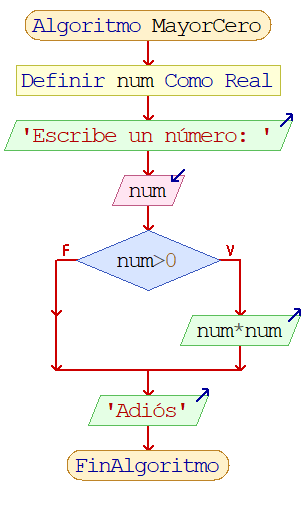 Algoritmo MayorCero
Definir num Como Real
'Escribe un número: '
num
F
V
num>0
num*num
'Adiós'
FinAlgoritmo